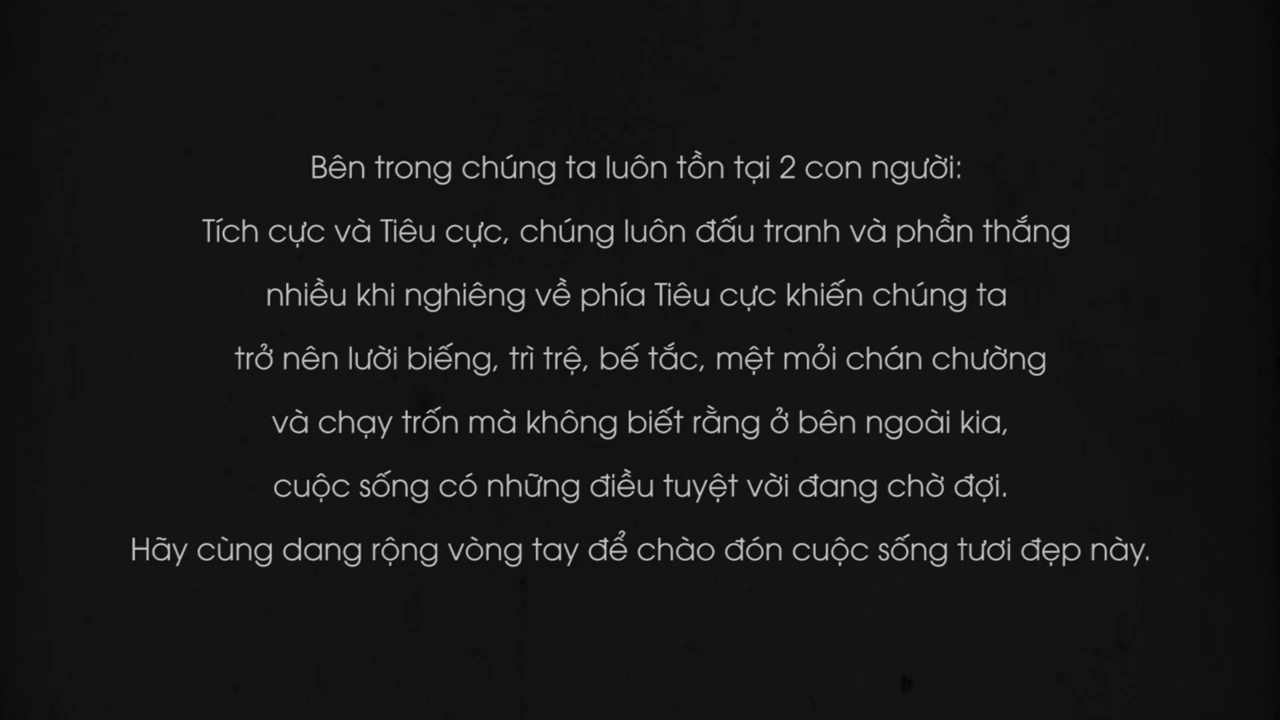 Bên trong chúng ta luôn tồn tại 2 con người:
Tích cực và Tiêu cực, chúng luôn đấu tranh và phần thắng
nhiều khi nghiêng về phía Tiêu cực khiến chúng ta
trở nên lười biếng, trì trệ, bế tắc, mệt mỏi chán chường
và chạy trốn mà không biết rằng ở bên ngoài kia,
cuộc sống có những điều tuyệt vời đang chờ đợi.
Hãy cùng dang rộng vòng tay để chào đón cuộc sống tươi đẹp này.